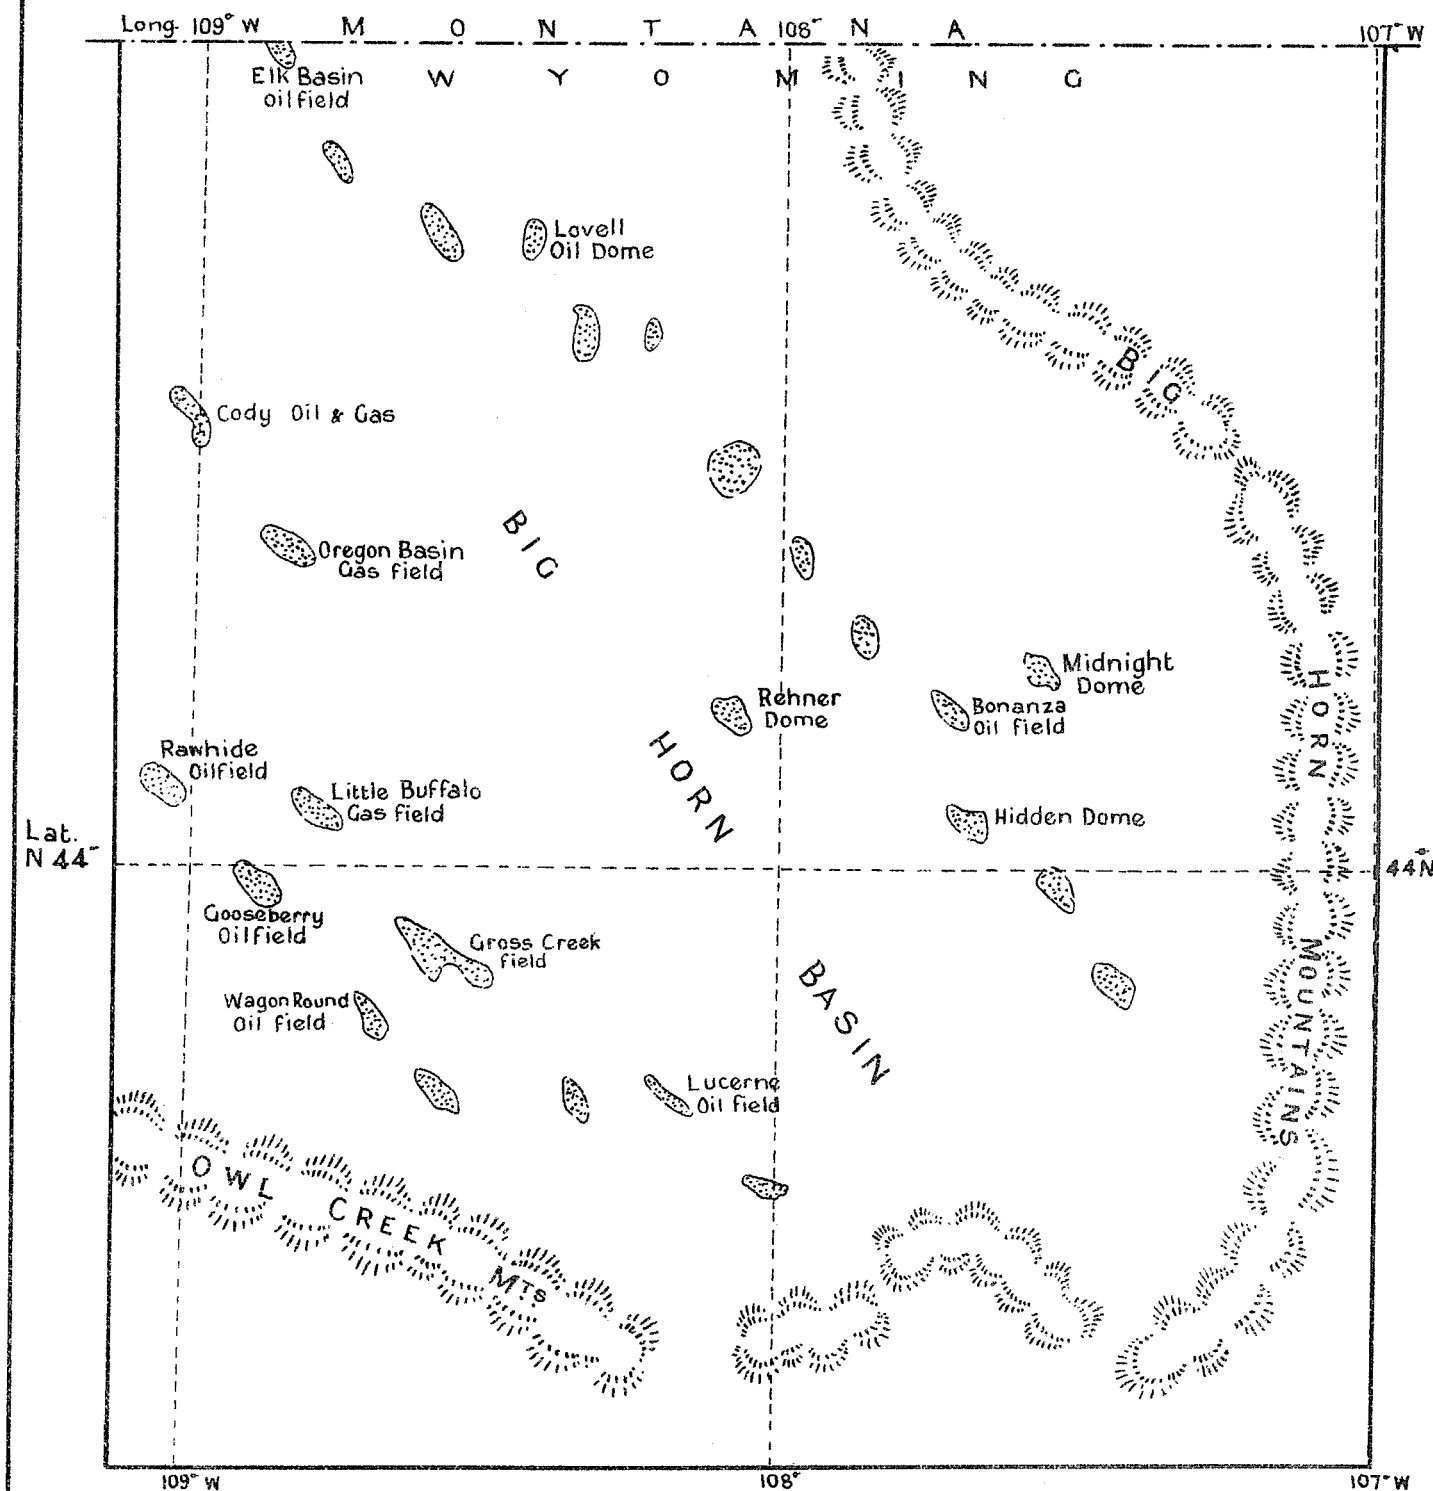 Long. 109° W M O N T A 108° N A 107° W
W Y O M I N G
Elk Basin
oilfield
Lovell
Oil Dome
BIG
Cody Oil & Gas
BIG
Oregon Basin
Gas field
Midnight
Dome
HORN
Rehner
Dome
Bonanza
Oil field
HORN
Rawhide
Oilfield
Little Buffalo
Gas field
Hidden Dome
Lat.
N 44°
44°N
Gooseberry
Oilfield
Gross Creek
field
MOUNTAINS
BASIN
Wagon Round
Oil field
Lucerne
Oil field
OWL
CREEK
MTs
109° W 108° 107° W